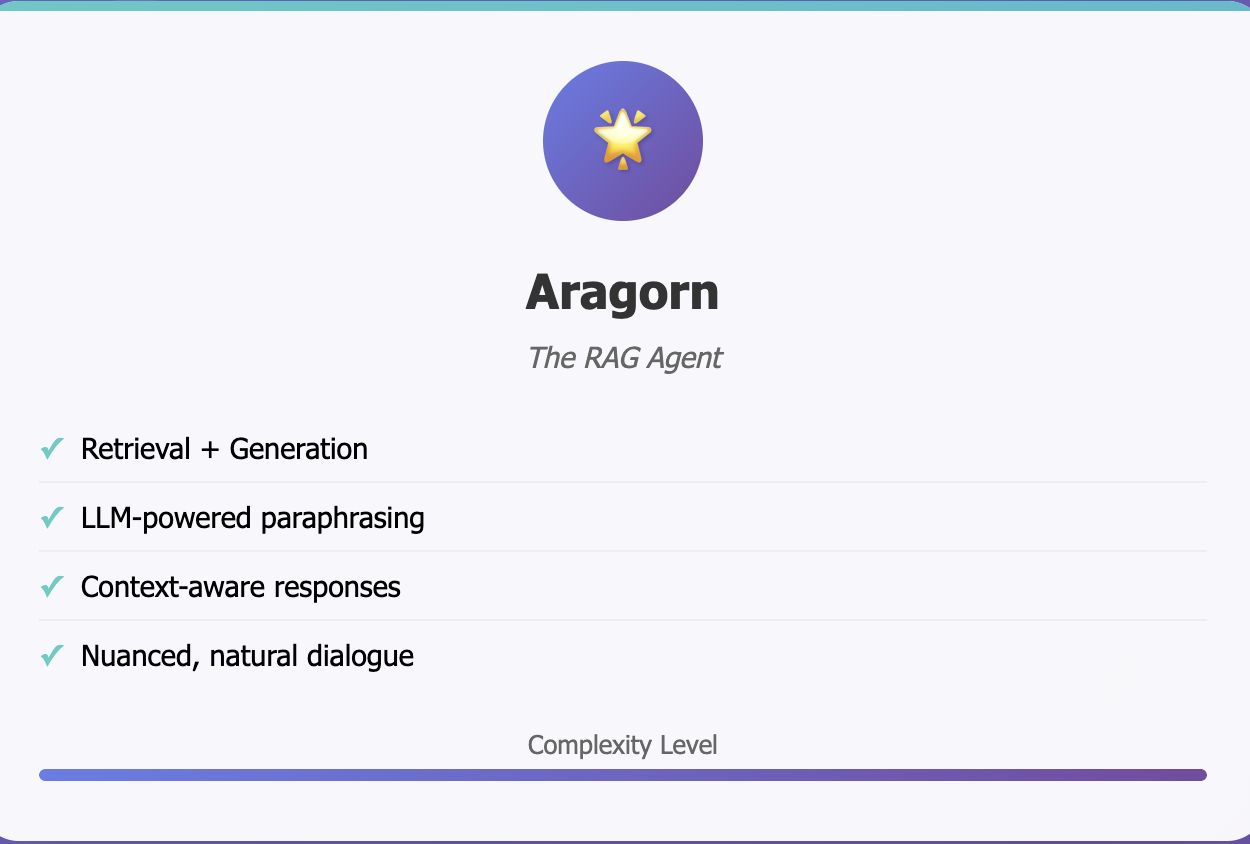 Aragorn
The RAG Agent
✓ Retrieval + Generation
✓ LLM-powered paraphrasing
✓ Context-aware responses
✓ Nuanced, natural dialogue
Complexity Level